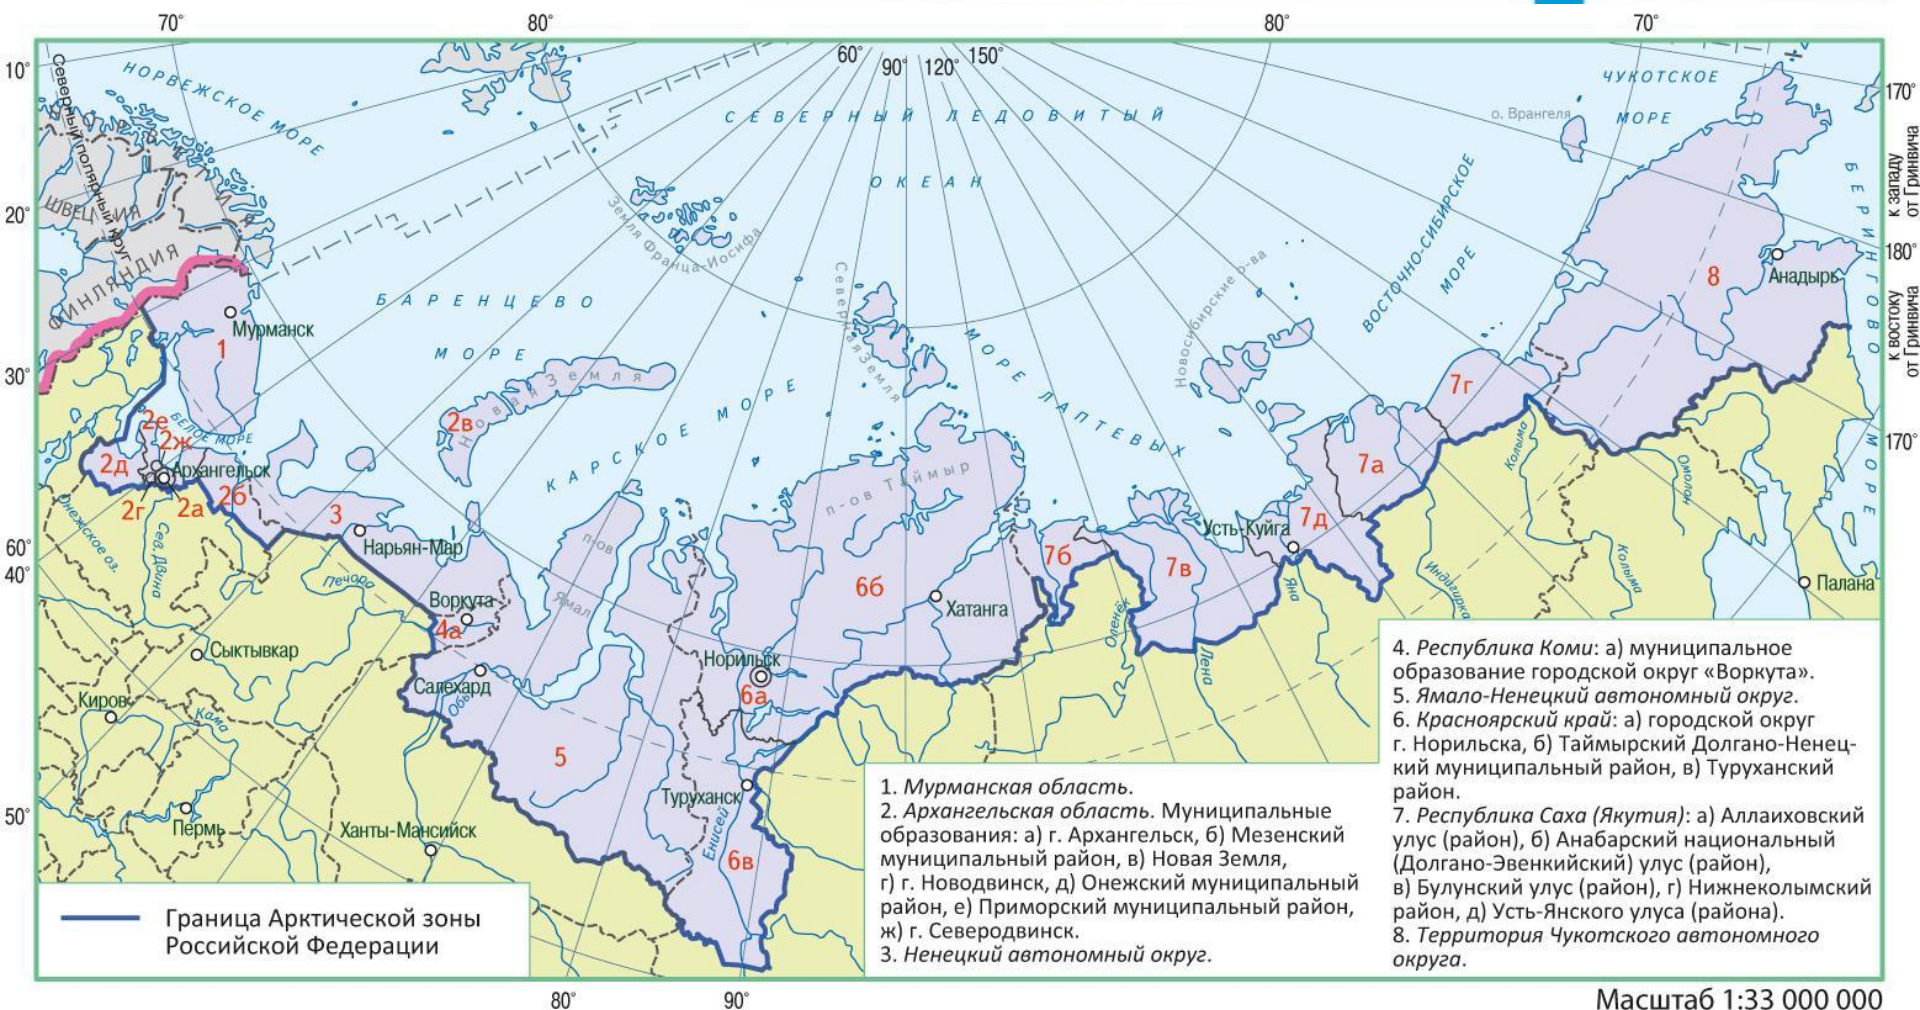 70°
80°
80°
70°
60°
90°
120°
150°
10°
20°
30°
60°
40°
50°
170°
180°
170°
80°
90°
к западу
от Гринвича
к востоку
от Гринвича
Северный полярный круг
НОРВЕЖСКОЕ МОРЕ
НОРВЕГИЯ
ШВЕЦИЯ
ФИНЛЯНДИЯ
СЕВЕРНЫЙ ЛЕДОВИТЫЙ
ОКЕАН
ЧУКОТСКОЕ
МОРЕ
о. Врангеля
БЕРИНГОВО МОРЕ
ВОСТОЧНО-СИБИРСКОЕ
МОРЕ
Новосибирские о-ва
МОРЕ ЛАПТЕВЫХ
Северная Земля
Земля Франца-Иосифа
БАРЕНЦЕВО
МОРЕ
Новая Земля
КАРСКОЕ МОРЕ
БЕЛОЕ МОРЕ
п-ов Таймыр
п-ов
Ямал
Мурманск
1
2е
2ж
2д
Архангельск
2г
2а
2б
2в
3
Нарьян-Мар
Онежское оз.
Сев. Двина
Печора
Воркута
4а
Сыктывкар
Салехард
Обь
Киров
Кама
Пермь
Ханты-Мансийск
5
Норильск
6а
6б
Хатанга
Туруханск
Енисей
6в
7б
7в
Оленёк
Лена
Усть-Куйга
7д
Яна
7а
7г
Индигирка
Колыма
Колыма
Омолон
8
Анадырь
Палана
Граница Арктической зоны
Российской Федерации
1. Мурманская область.
2. Архангельская область. Муниципальные
образования: а) г. Архангельск, б) Мезенский
муниципальный район, в) Новая Земля,
г) г. Новодвинск, д) Онежский муниципальный
район, е) Приморский муниципальный район,
ж) г. Северодвинск.
3. Ненецкий автономный округ.
4. Республика Коми: а) муниципальное
образование городской округ «Воркута».
5. Ямало-Ненецкий автономный округ.
6. Красноярский край: а) городской округ
г. Норильска, б) Таймырский Долгано-Ненец-
кий муниципальный район, в) Туруханский
район.
7. Республика Саха (Якутия): а) Аллаиховский
улус (район), б) Анабарский национальный
(Долгано-Эвенкийский) улус (район),
в) Булунский улус (район), г) Нижнеколымский
район, д) Усть-Янского улуса (района).
8. Территория Чукотского автономного
округа.
Масштаб 1:33 000 000